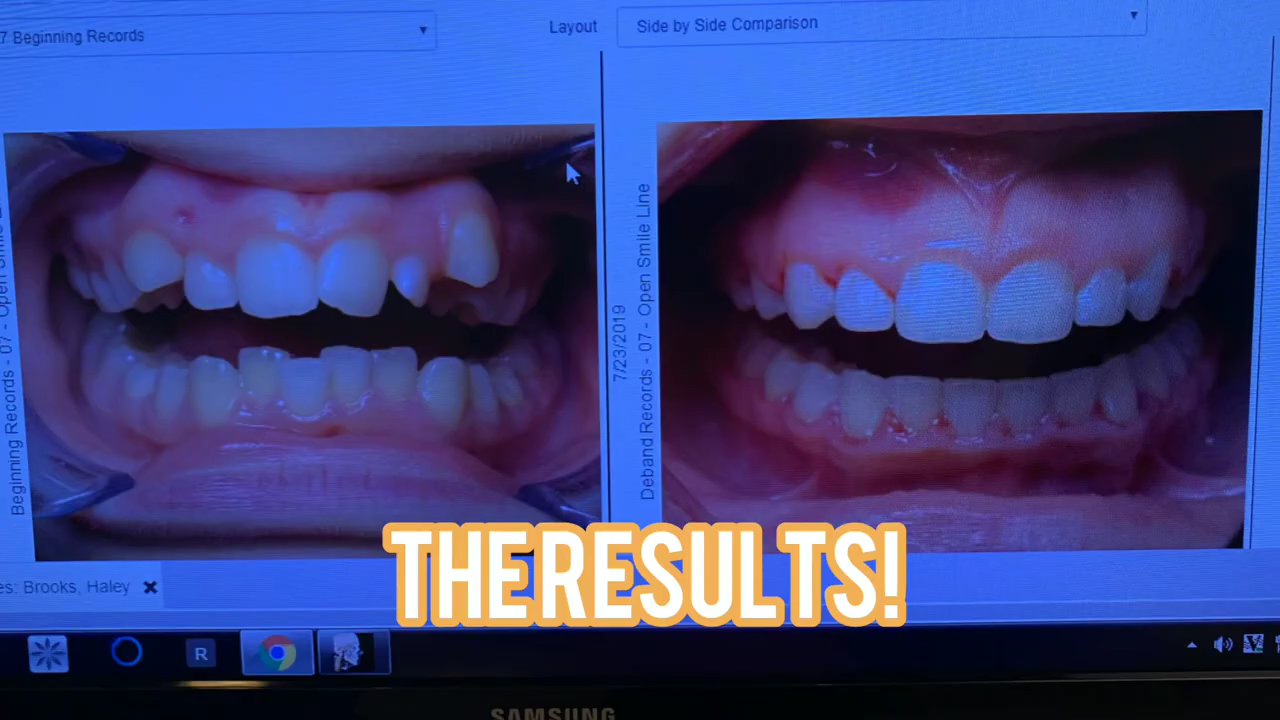 7 Beginning Records
Layout
Side by Side Comparison
Beginning Records - 07 - Open Smile
7/23/2019
Deband Records - 07 - Open Smile Line
THE RESULTS!
es: Brooks, Haley
R
SAMSUNG